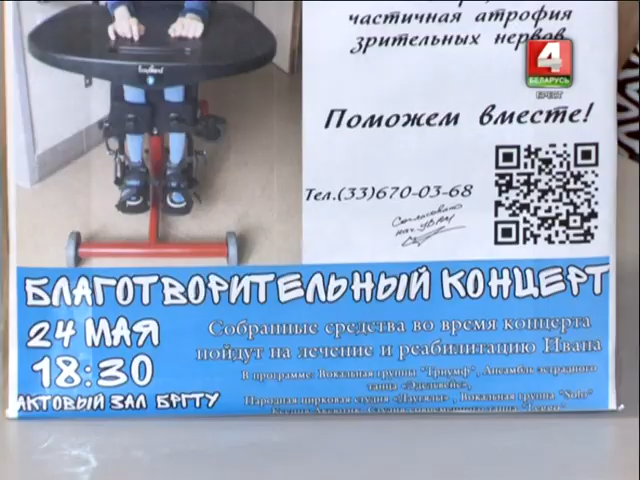 частичная атрофия
зрительных нервов
4
БЕЛАРУСЬ
БРЕСТ
Поможем вместе!
Тел.(33)670-03-68
Согласовано
БЛАГОТВОРИТЕЛЬНЫЙ КОНЦЕРТ
24 МАЯ
18:30
АКТОВЫЙ ЗАЛ БРГТУ
Собранные средства во время концерта
пойдут на лечение и реабилитацию Ивана
В программе: Вокальная группа "Триумф", Ансамбль эстрадного
танца «Эдельвейс»,
Народная цирковая студия , Вокальная группа